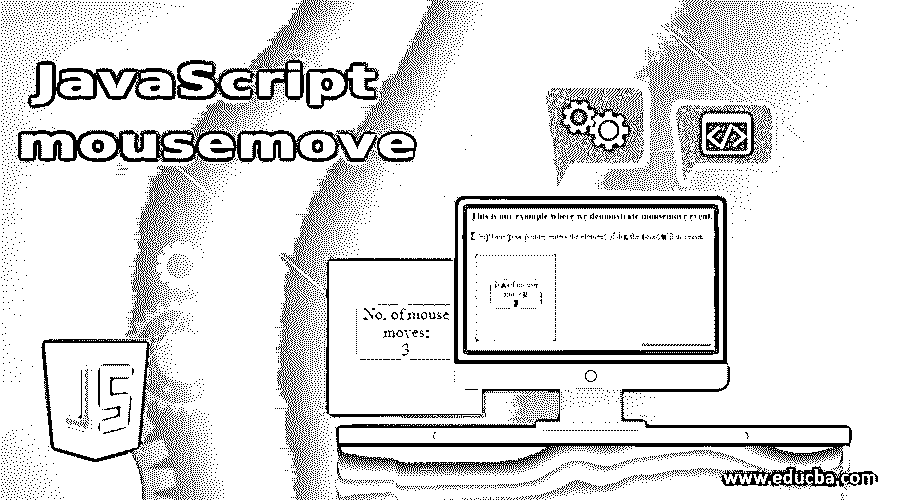 JavaScript
mousemove
This is our example where we demonstrate mousemove event.
No. of mouse
moves:
3
JS
www.educba.com